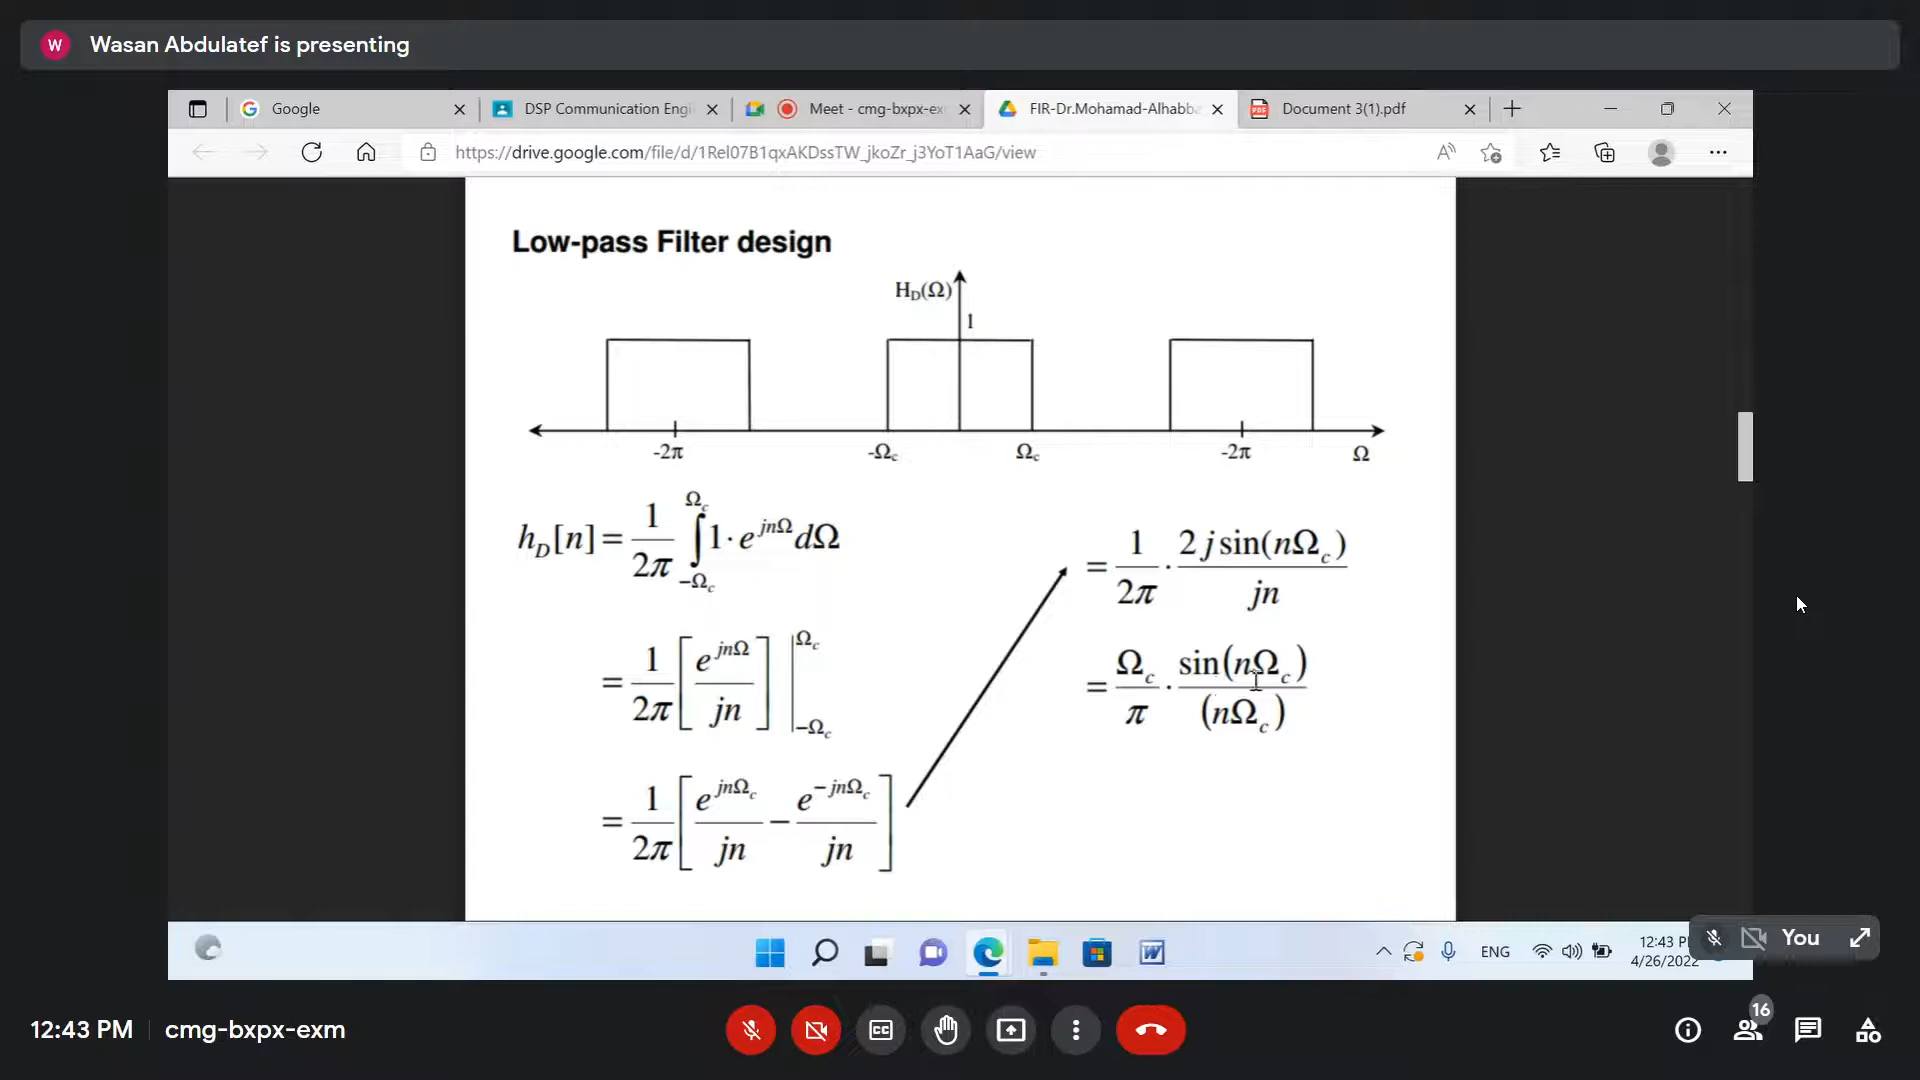 W Wasan Abdulatef is presenting
Google
DSP Communication Engi
Meet - cmg-bxpx-ex
FIR-Dr.Mohamad-Alhabba
Document 3(1).pdf
https://drive.google.com/file/d/1Rel07B1qxAKDssTW_jkoZr_j3YoT1AaG/view
Low-pass Filter design
H_D(Ω)
1
-2π -Ω_c Ω_c -2π Ω
h_D[n] = 1/2π ∫_{-Ω_c}^{Ω_c} 1·e^{jnΩ} dΩ
= 1/2π [e^{jnΩ}/jn] |_{-Ω_c}^{Ω_c}
= 1/2π [e^{jnΩ_c}/jn − e^{-jnΩ_c}/jn]
= 1/2π · 2j sin(nΩ_c)/jn
= Ω_c/π · sin(nΩ_c)/(nΩ_c)
ENG
12:43 P
4/26/2022
You
12:43 PM cmg-bxpx-exm
CC
16